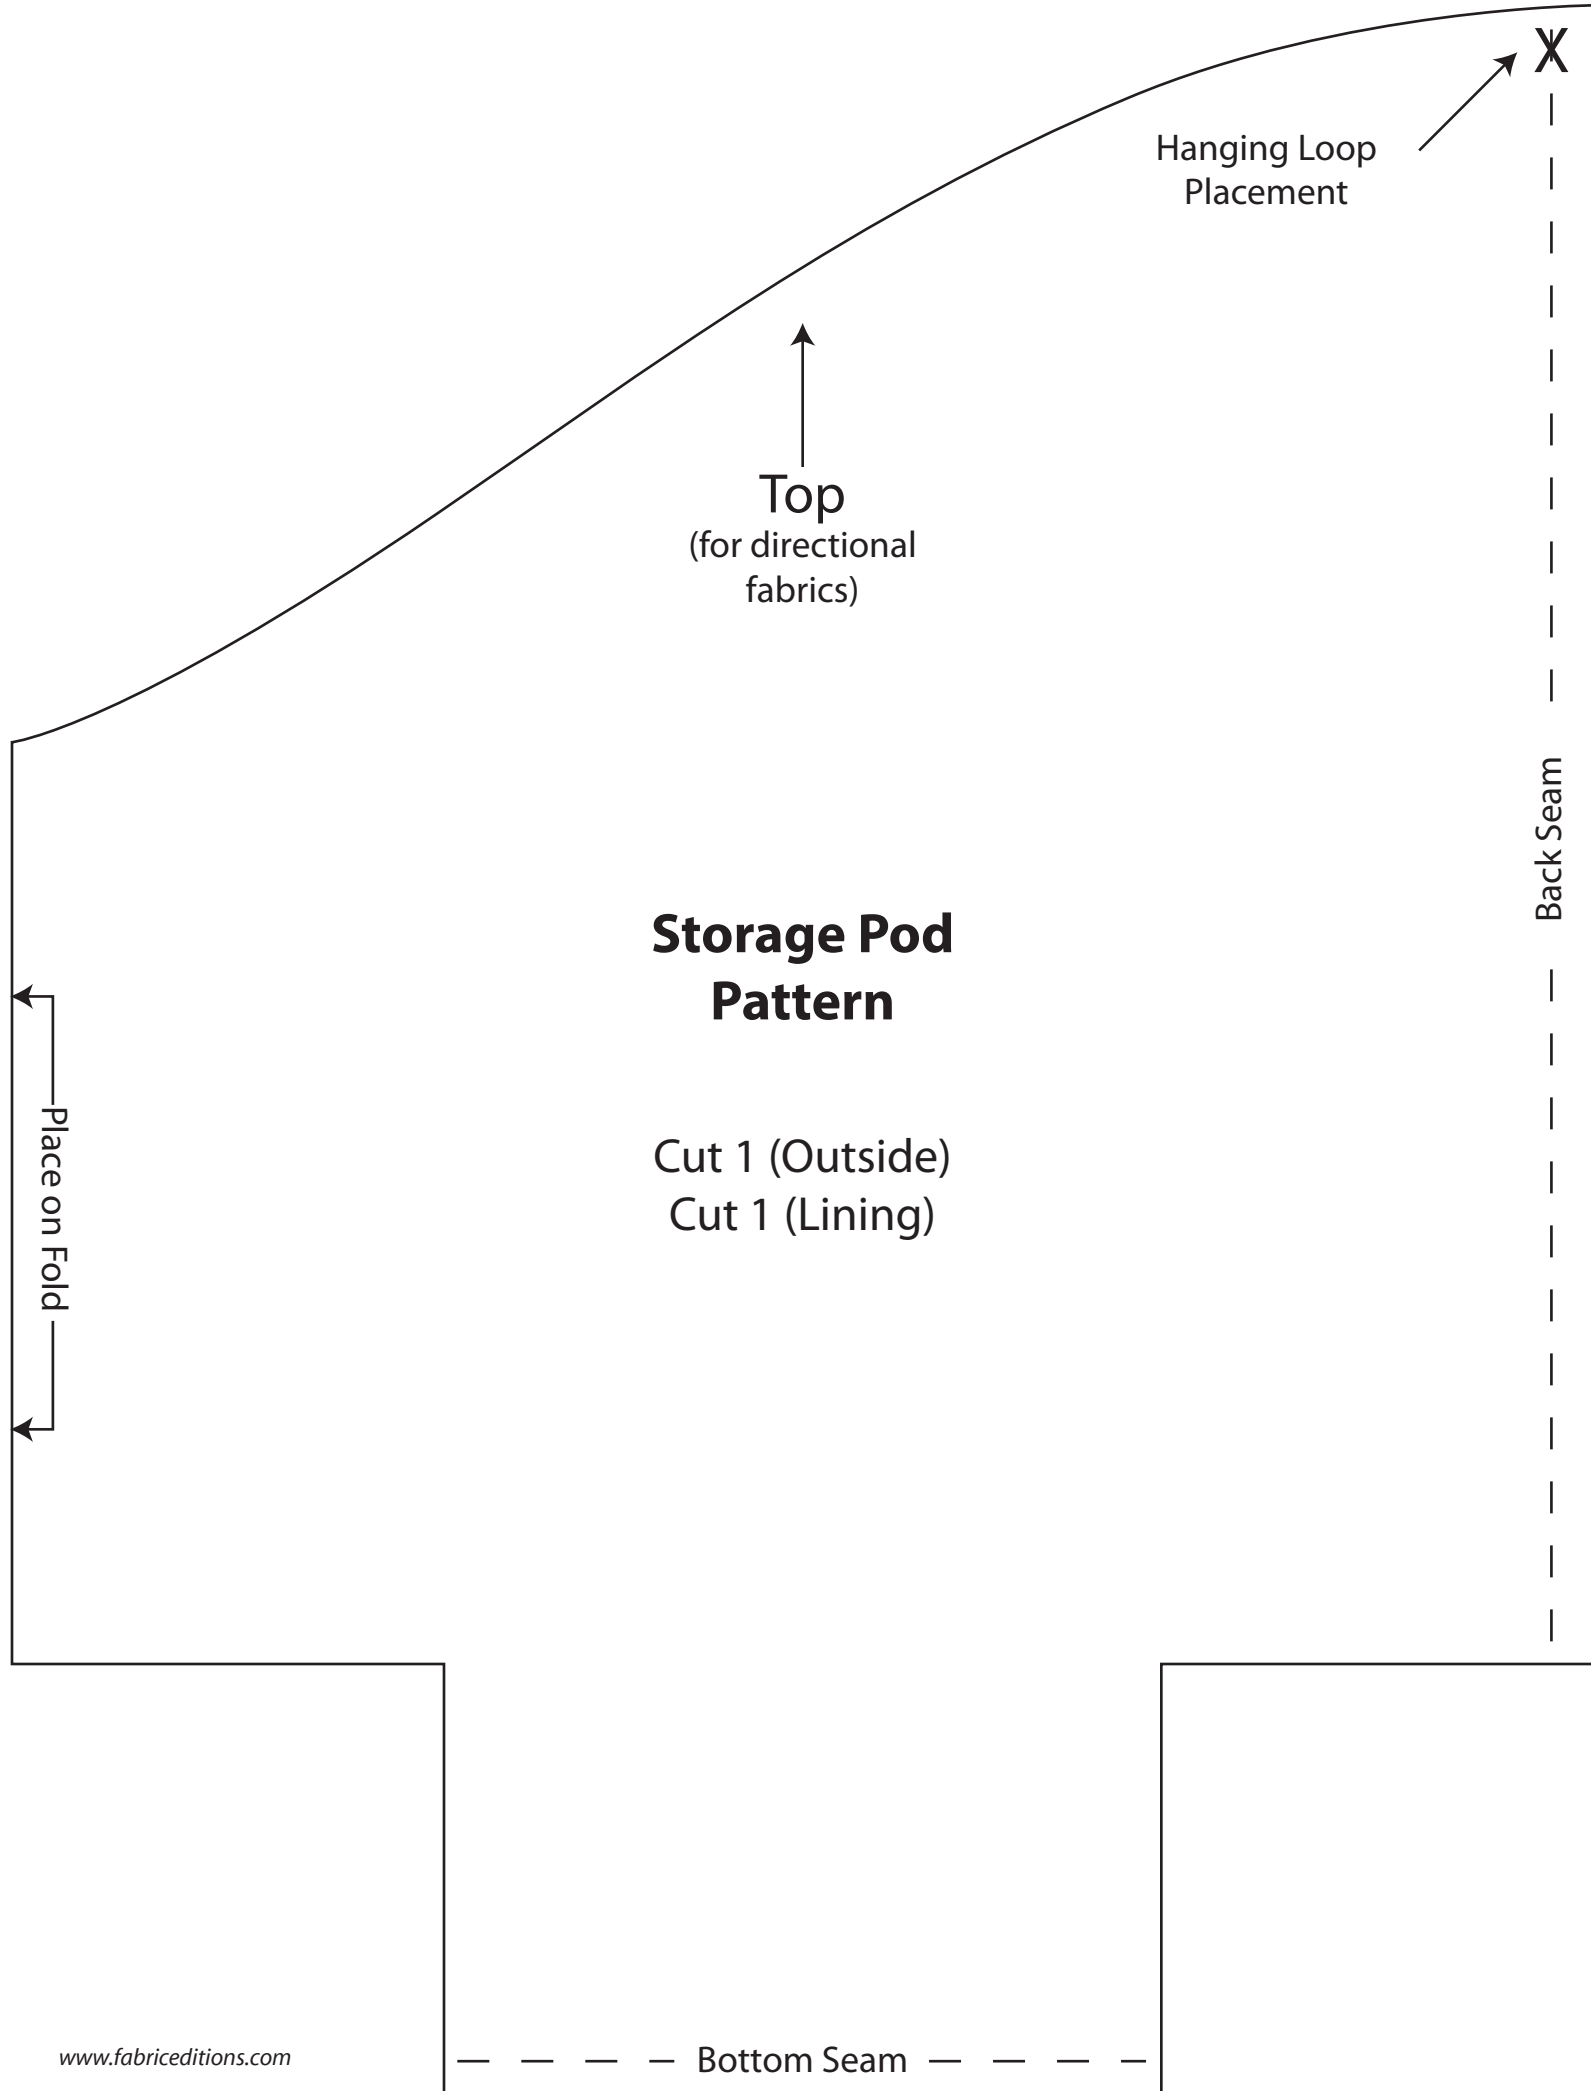 X
Hanging Loop
Placement
Top
(for directional
fabrics)
Back Seam
Storage Pod
Pattern
Place on Fold
Cut 1 (Outside)
Cut 1 (Lining)
www.fabriceditions.com
Bottom Seam